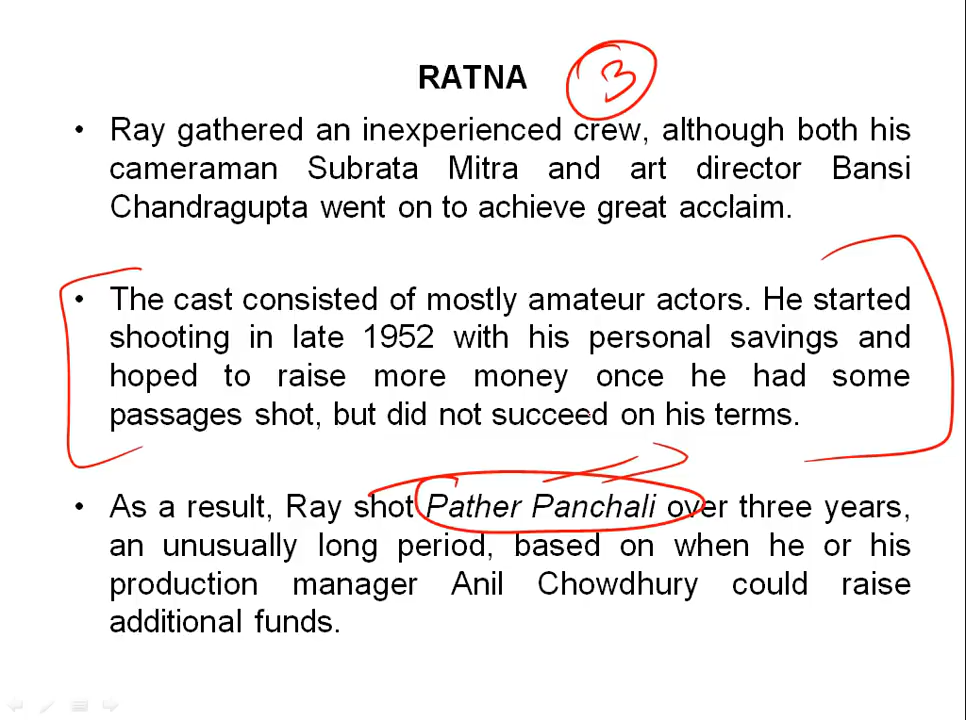 RATNA 3
• Ray gathered an inexperienced crew, although both his
cameraman Subrata Mitra and art director Bansi
Chandragupta went on to achieve great acclaim.
• The cast consisted of mostly amateur actors. He started
shooting in late 1952 with his personal savings and
hoped to raise more money once he had some
passages shot, but did not succeed on his terms.
• As a result, Ray shot Pather Panchali over three years,
an unusually long period, based on when he or his
production manager Anil Chowdhury could raise
additional funds.